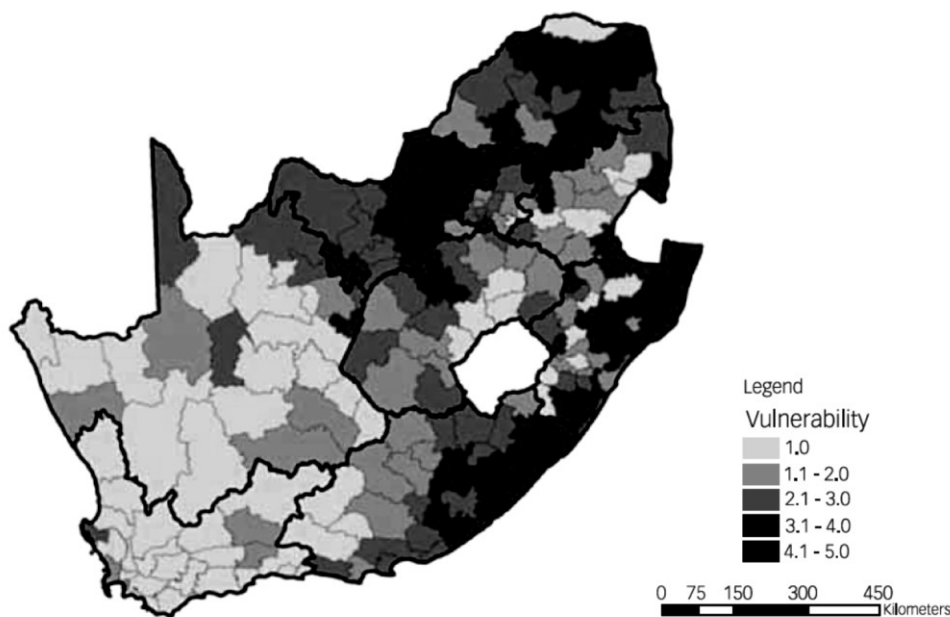 Legend
Vulnerability
1.0
1.1 - 2.0
2.1 - 3.0
3.1 - 4.0
4.1 - 5.0
0 75 150 300 450
Kilometers